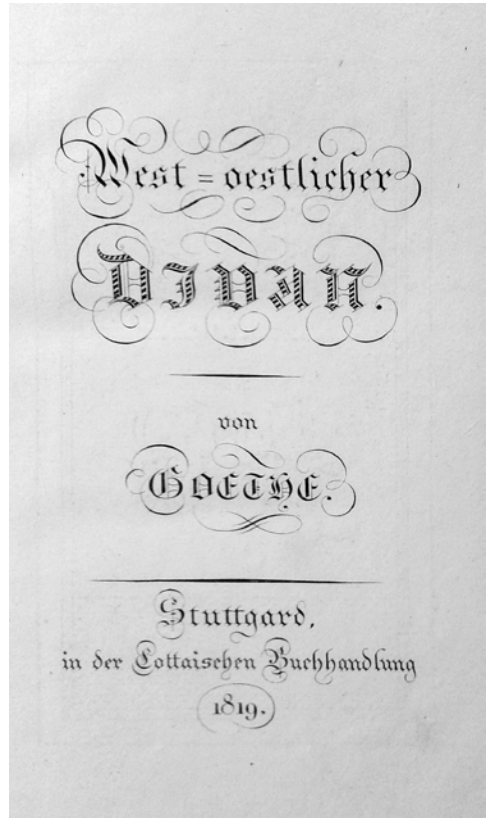 West=oestlicher
DIVAN.
von
GOETHE.
Stuttgard,
in der Cottaischen Buchhandlung
1819.